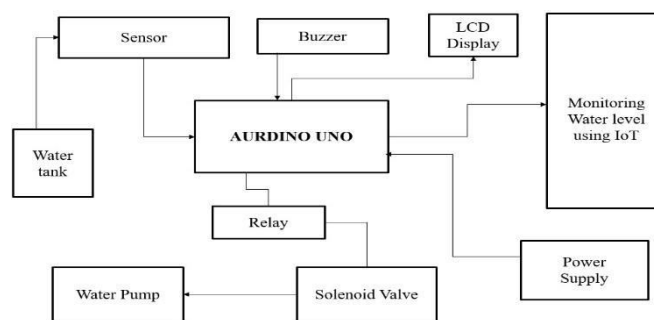 Sensor
Buzzer
LCD
Display
Monitoring
Water level
using IoT
AURDINO UNO
Water
tank
Relay
Power
Supply
Water Pump
Solenoid Valve